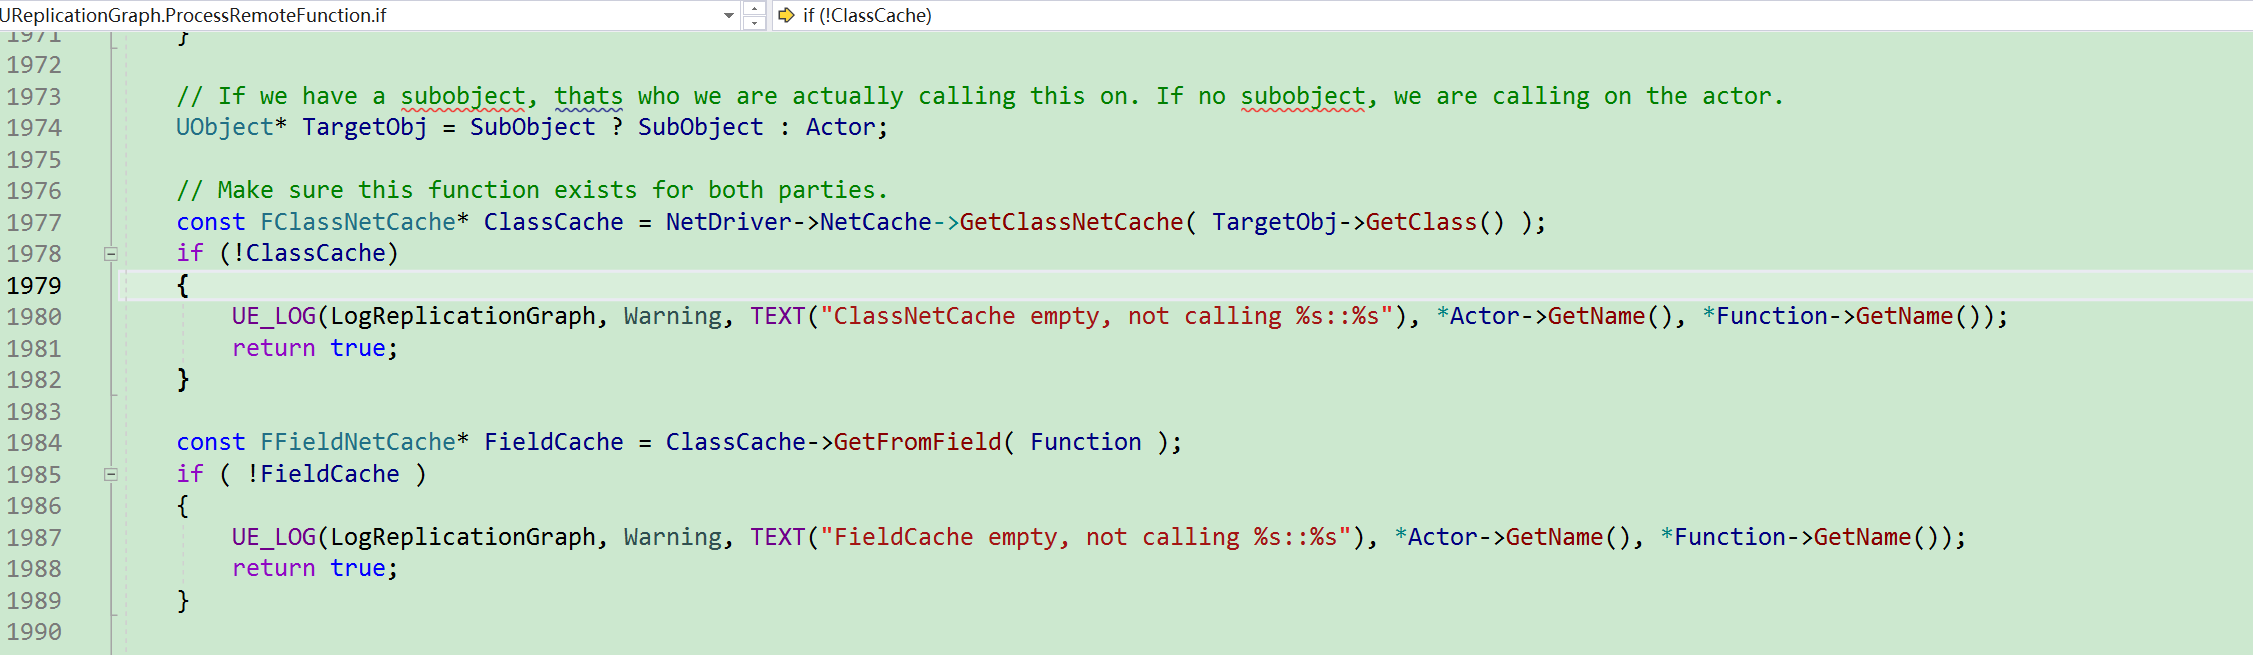 UReplicationGraph.ProcessRemoteFunction.if
if (!ClassCache)
1971 }
1972
1973 // If we have a subobject, thats who we are actually calling this on. If no subobject, we are calling on the actor.
1974 UObject* TargetObj = SubObject ? SubObject : Actor;
1975
1976 // Make sure this function exists for both parties.
1977 const FClassNetCache* ClassCache = NetDriver->NetCache->GetClassNetCache( TargetObj->GetClass() );
1978 if (!ClassCache)
1979 {
1980 UE_LOG(LogReplicationGraph, Warning, TEXT("ClassNetCache empty, not calling %s::%s"), *Actor->GetName(), *Function->GetName());
1981 return true;
1982 }
1983
1984 const FFieldNetCache* FieldCache = ClassCache->GetFromField( Function );
1985 if ( !FieldCache )
1986 {
1987 UE_LOG(LogReplicationGraph, Warning, TEXT("FieldCache empty, not calling %s::%s"), *Actor->GetName(), *Function->GetName());
1988 return true;
1989 }
1990